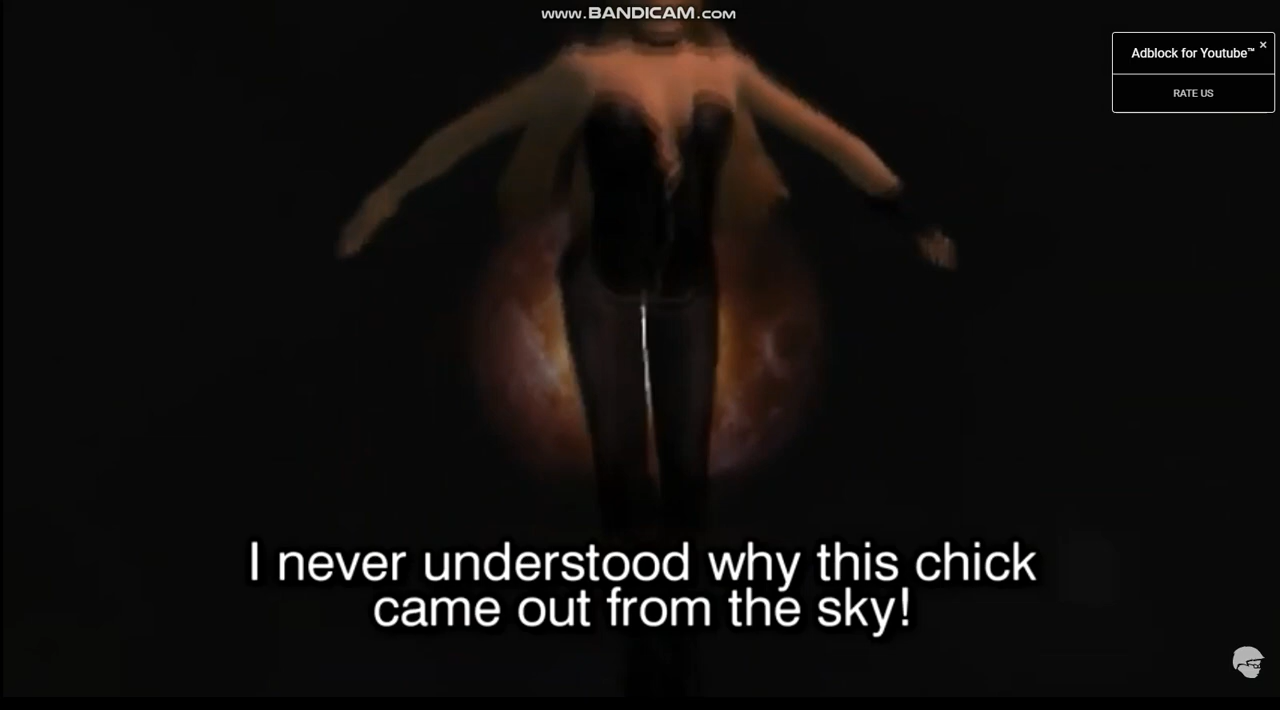 www.BANDICAM.com
Adblock for Youtube™ ×
RATE US
I never understood why this chick
came out from the sky!